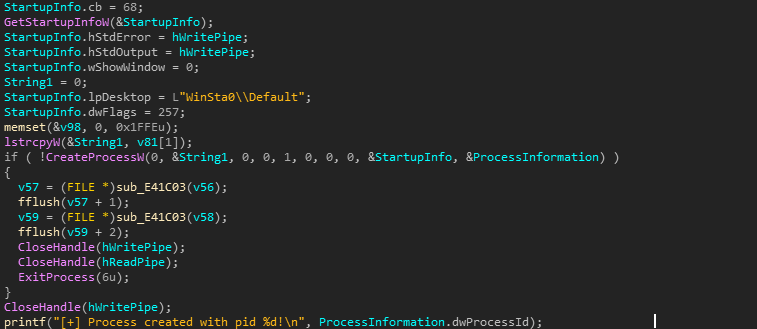 StartupInfo.cb = 68;
GetStartupInfoW(&StartupInfo);
StartupInfo.hStdError = hWritePipe;
StartupInfo.hStdOutput = hWritePipe;
StartupInfo.wShowWindow = 0;
String1 = 0;
StartupInfo.lpDesktop = L"WinSta0\\Default";
StartupInfo.dwFlags = 257;
memset(&v98, 0, 0x1FFEu);
lstrcpyW(&String1, v81[1]);
if ( !CreateProcessW(0, &String1, 0, 0, 1, 0, 0, 0, &StartupInfo, &ProcessInformation) )
{
v57 = (FILE *)sub_E41C03(v56);
fflush(v57 + 1);
v59 = (FILE *)sub_E41C03(v58);
fflush(v59 + 2);
CloseHandle(hWritePipe);
CloseHandle(hReadPipe);
ExitProcess(6u);
}
CloseHandle(hWritePipe);
printf("[+] Process created with pid %d!\n", ProcessInformation.dwProcessId);